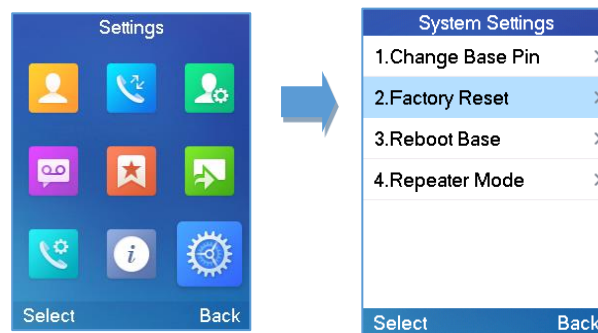 Settings
Select Back
System Settings
1.Change Base Pin
2.Factory Reset
3.Reboot Base
4.Repeater Mode
Select Back